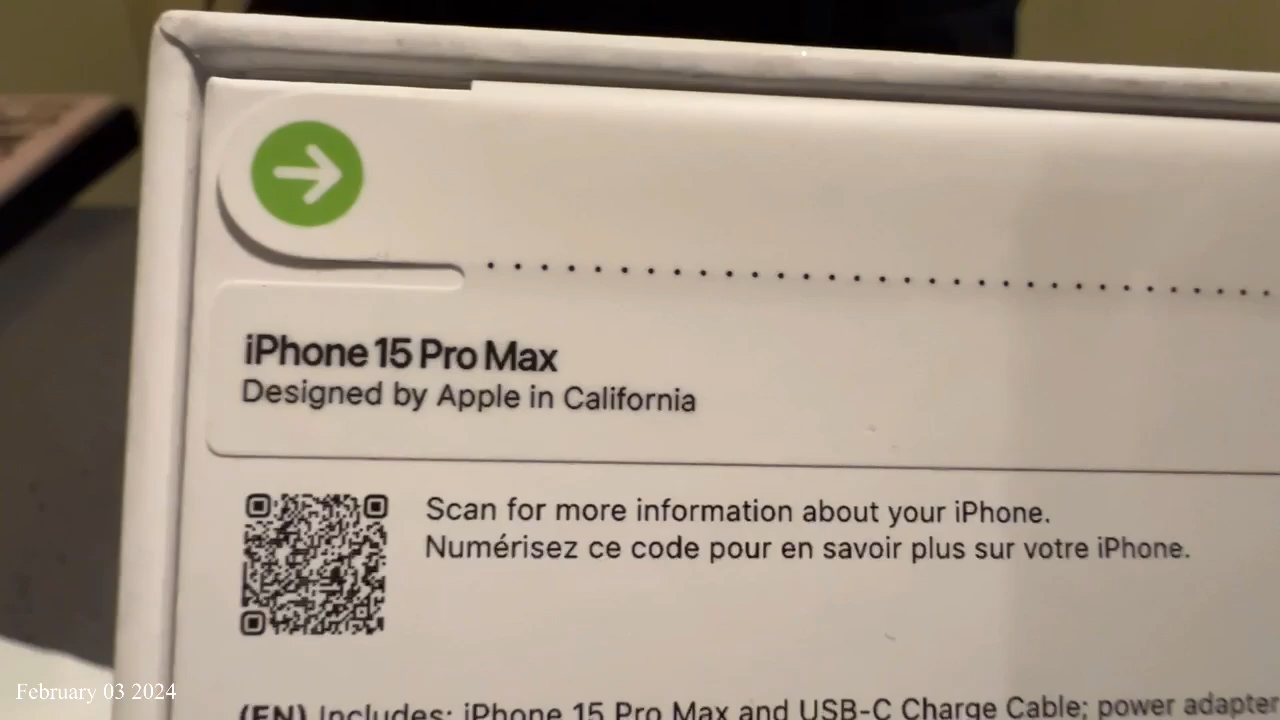 iPhone 15 Pro Max
Designed by Apple in California
Scan for more information about your iPhone.
Numérisez ce code pour en savoir plus sur votre iPhone.
(EN) Includes: iPhone 15 Pro Max and USB-C Charge Cable; power adapter
February 03 2024